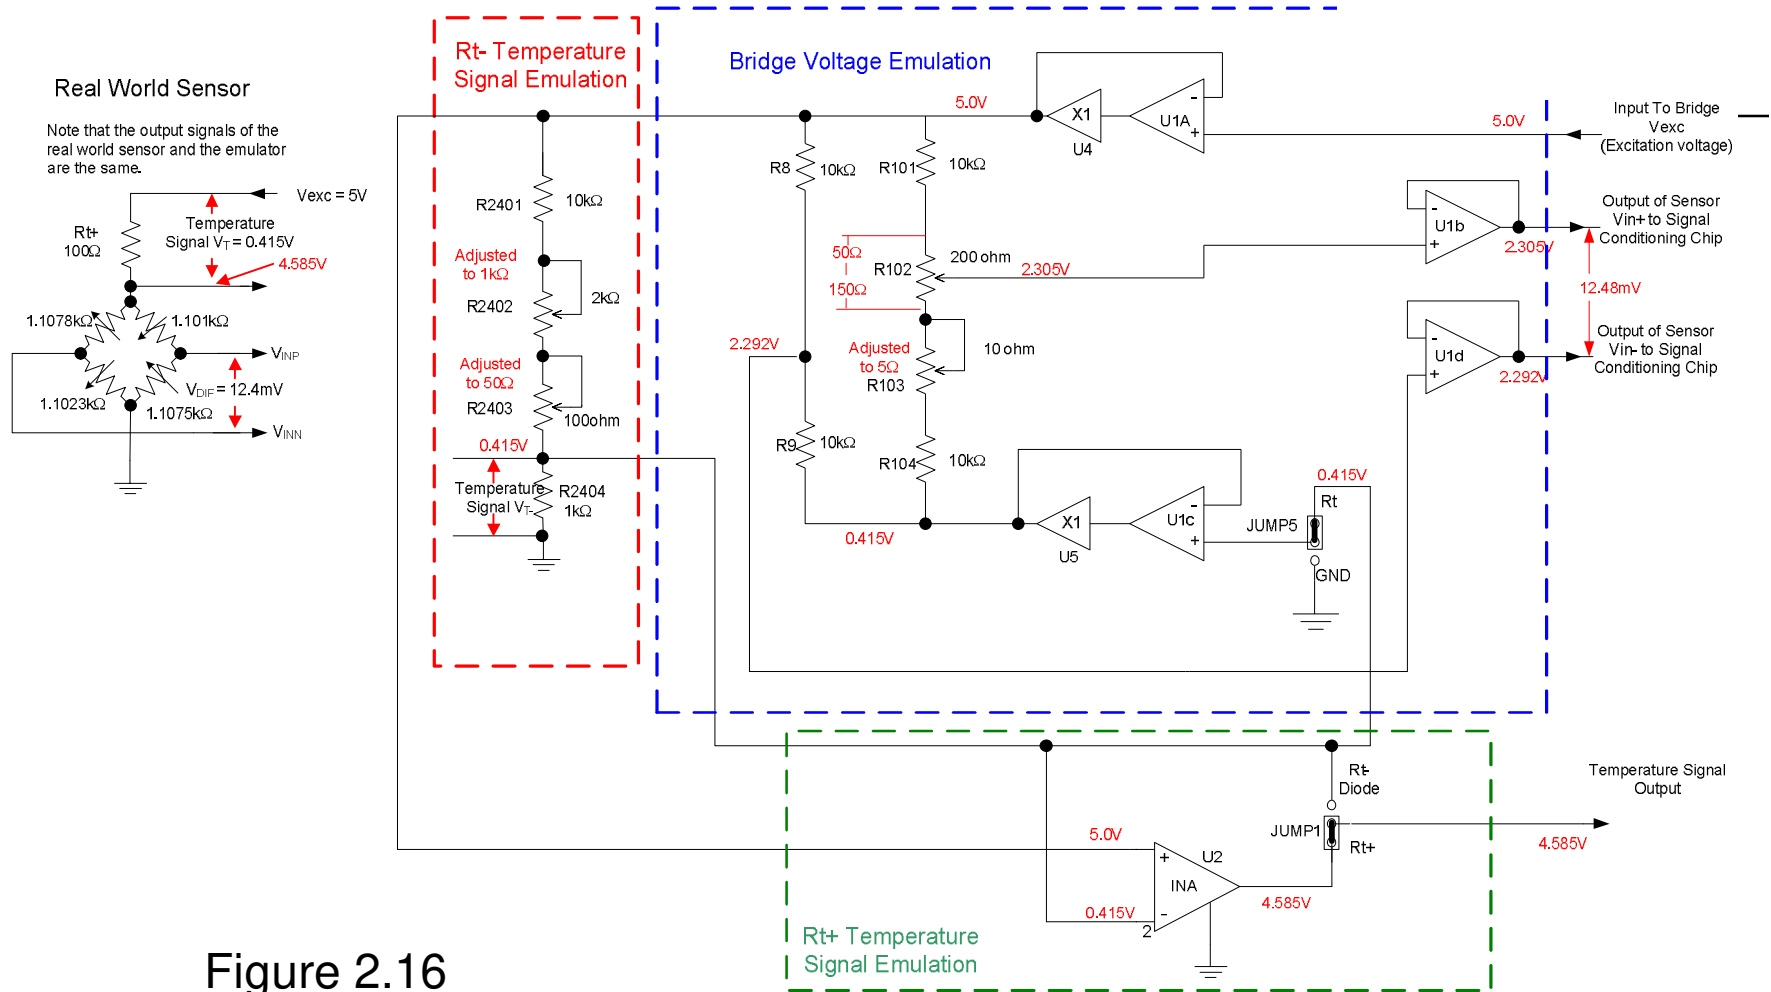 Real World Sensor
Note that the output signals of the
real world sensor and the emulator
are the same.
Vexc = 5V
Rt+
100Ω
Temperature
Signal VT = 0.415V
4.585V
1.1078kΩ
1.101kΩ
VINP
VDIF = 12.4mV
1.1023kΩ
1.1075kΩ
VINN
Rt- Temperature
Signal Emulation
R2401
10kΩ
Adjusted
to 1kΩ
R2402
2kΩ
Adjusted
to 50Ω
R2403
100ohm
0.415V
Temperature
Signal VT-
R2404
1kΩ
Bridge Voltage Emulation
5.0V
X1
U4
-
+
U1A
5.0V
Input To Bridge
Vexc
(Excitation voltage)
R8
10kΩ
R101
10kΩ
50Ω
150Ω
R102
200 ohm
2.305V
-
+
U1b
2.305V
Output of Sensor
Vin+ to Signal
Conditioning Chip
12.48mV
2.292V
Adjusted
to 5Ω
R103
10 ohm
-
+
U1d
2.292V
Output of Sensor
Vin- to Signal
Conditioning Chip
R9
10kΩ
R104
10kΩ
0.415V
X1
U5
-
+
U1c
0.415V
Rt
JUMP5
GND
Rt-
Diode
JUMP1
Rt+
Temperature Signal
Output
4.585V
5.0V
+
U2
INA
0.415V
-
2
4.585V
Rt+ Temperature
Signal Emulation
Figure 2.16